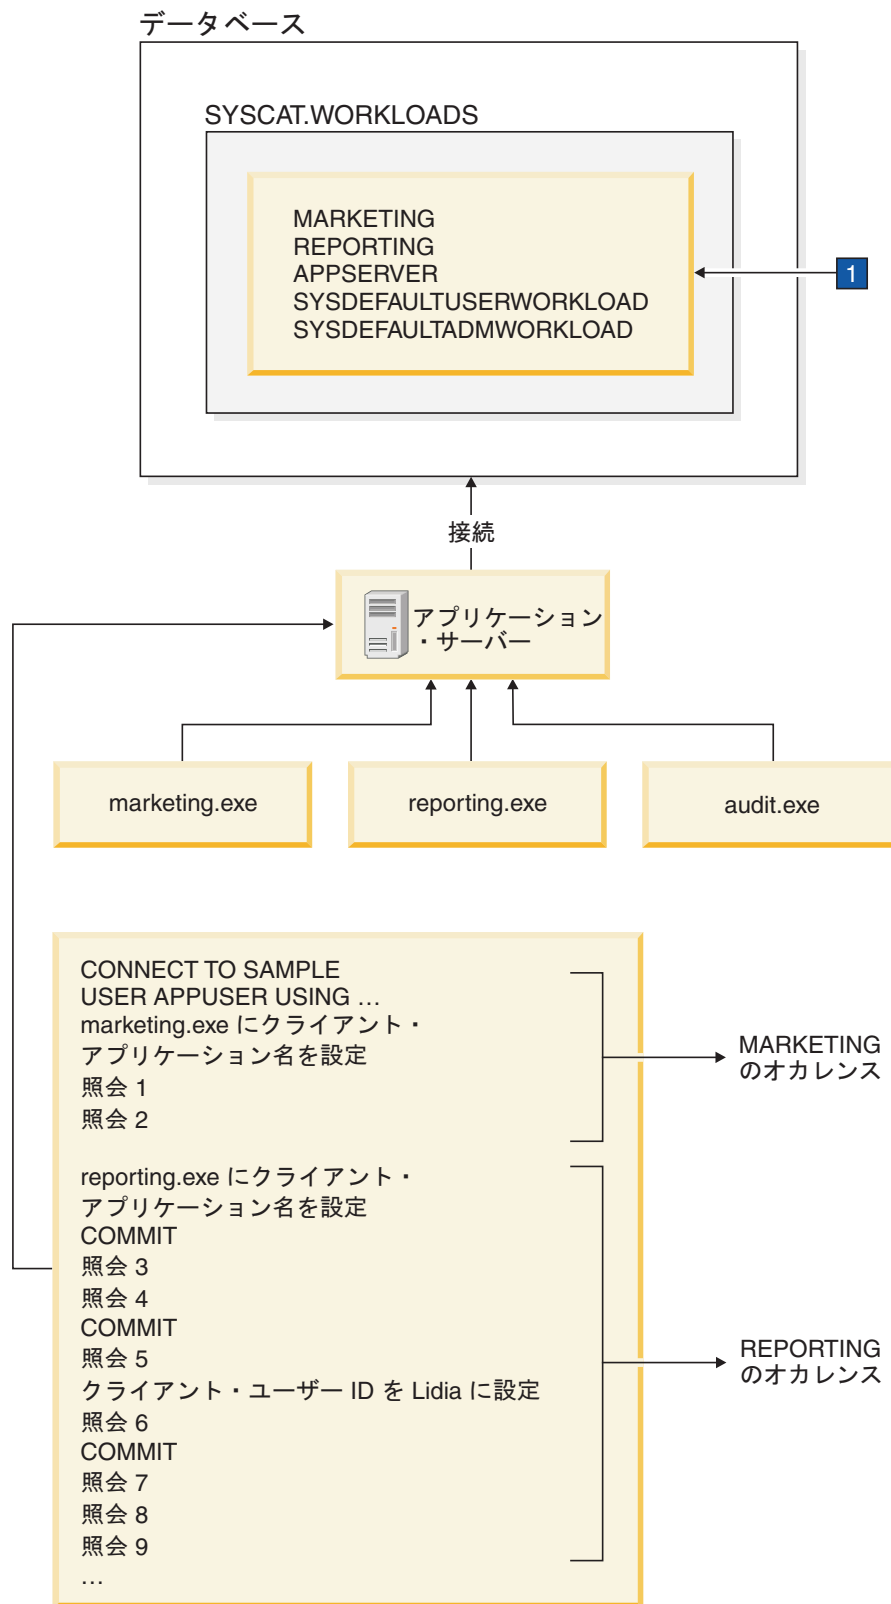 データベース
SYSCAT.WORKLOADS
MARKETING
REPORTING
APPSERVER
SYSDEFAULTUSERWORKLOAD
SYSDEFAULTADMWORKLOAD
1
接続
アプリケーション
・サーバー
marketing.exe
reporting.exe
audit.exe
CONNECT TO SAMPLE
USER APPUSER USING ...
marketing.exe にクライアント・
アプリケーション名を設定
照会 1
照会 2
MARKETING
のオカレンス
reporting.exe にクライアント・
アプリケーション名を設定
COMMIT
照会 3
照会 4
COMMIT
照会 5
クライアント・ユーザー ID を Lidia に設定
照会 6
COMMIT
照会 7
照会 8
照会 9
...
REPORTING
のオカレンス